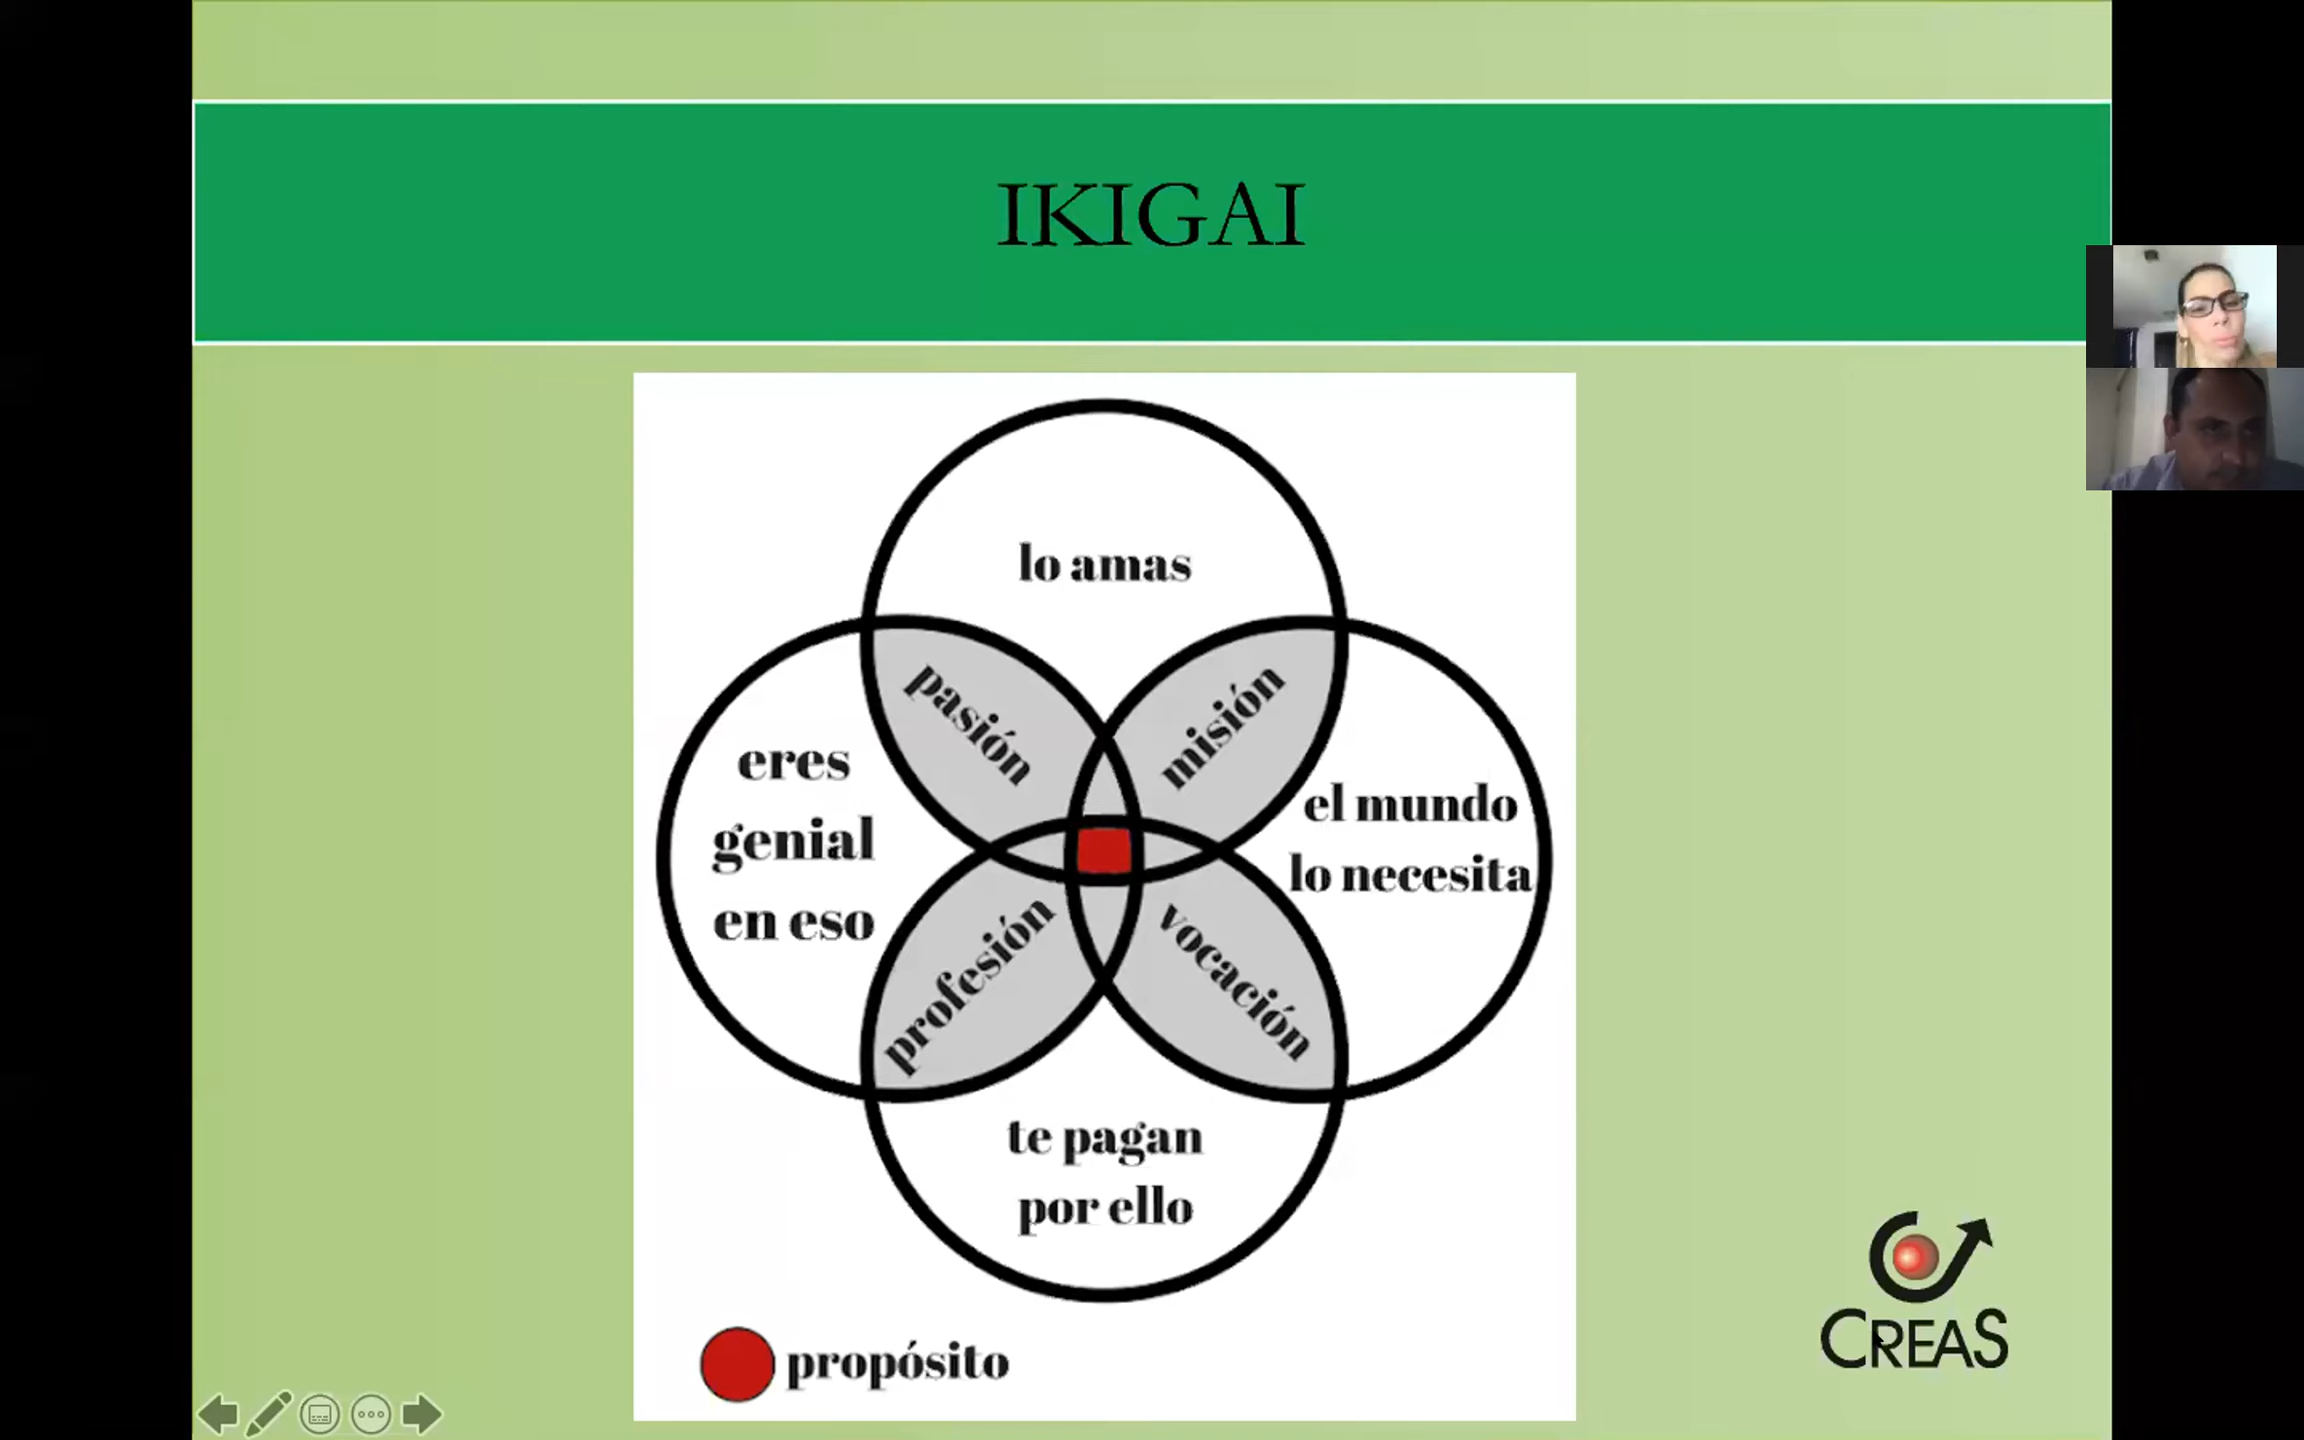 IKIGAI
lo amas
pasión
misión
eres
genial
en eso
el mundo
lo necesita
profesión
vocación
te pagan
por ello
propósito
CREAS